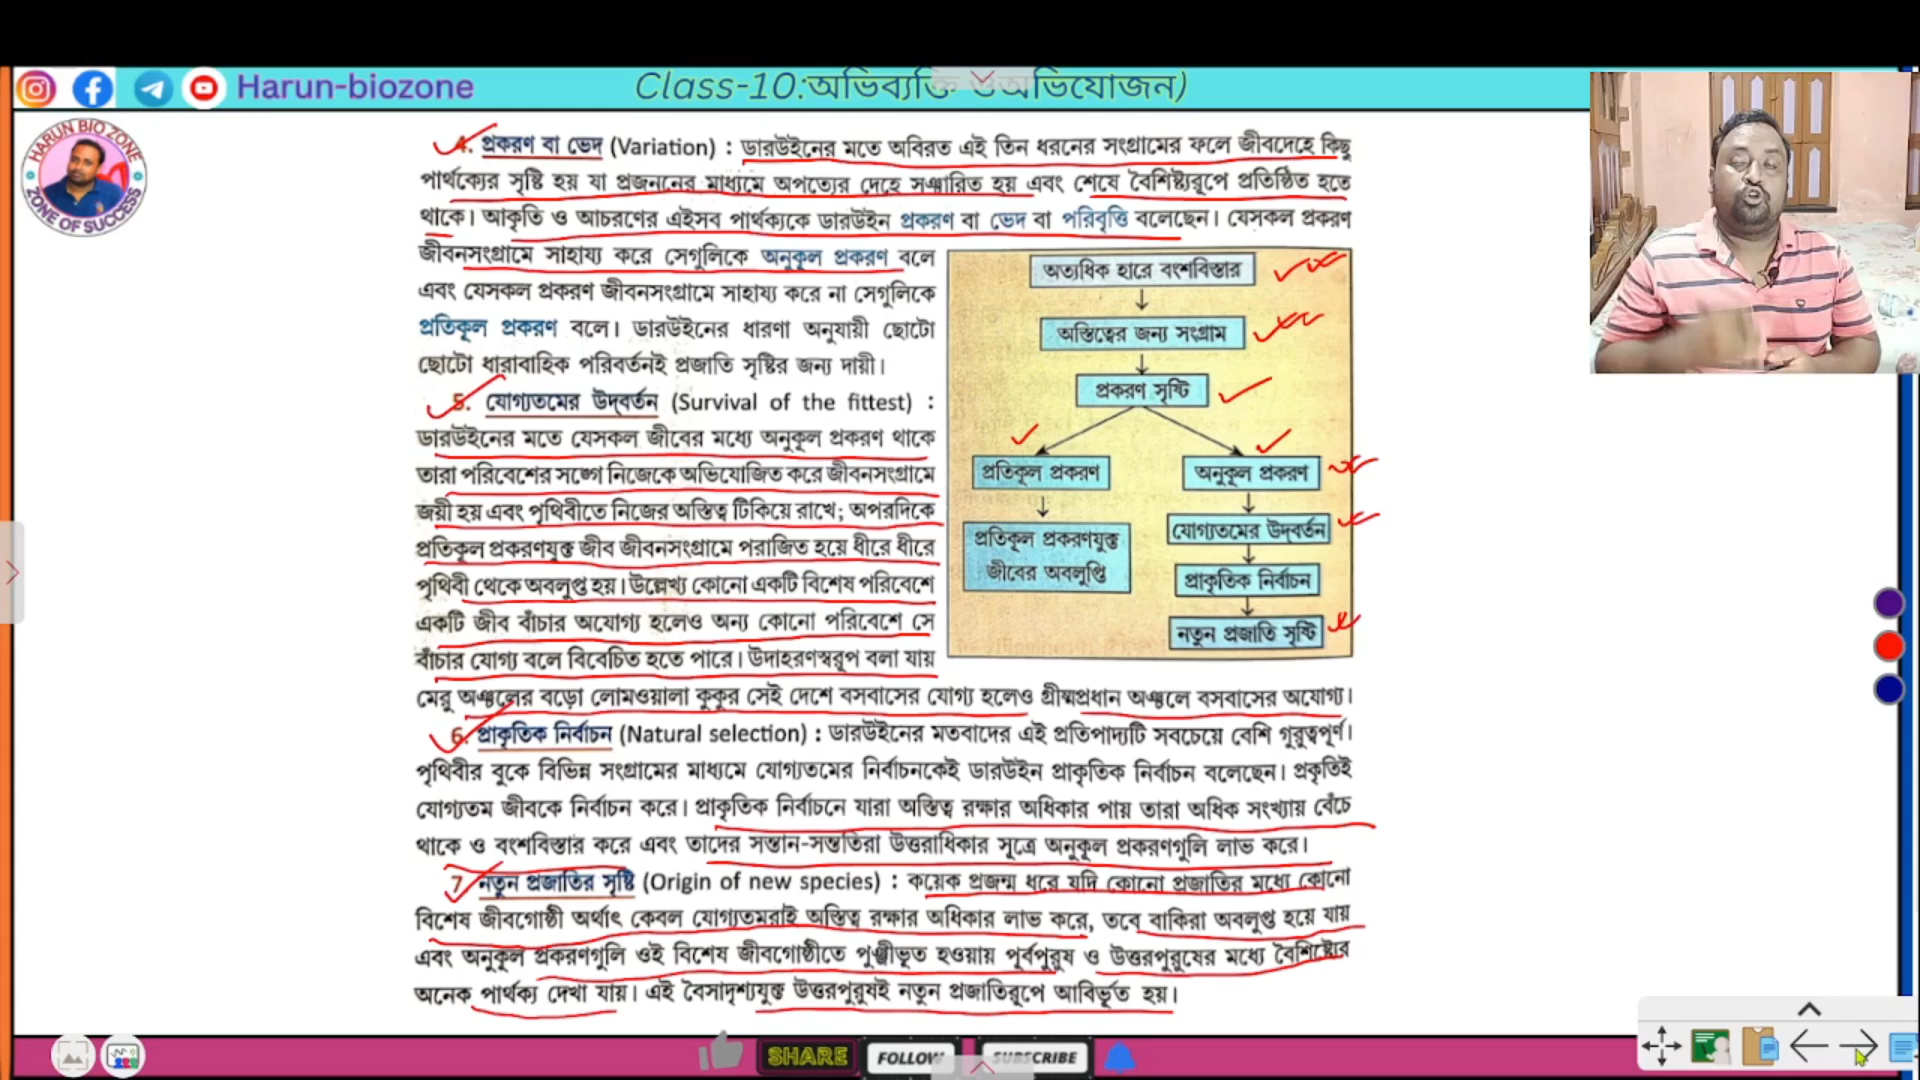 Harun-biozone
Class-10:অভিব্যক্তি ওঅভিযোজন)
HARUN BIO ZONE
ZONE OF SUCCESS
4. প্রকরণ বা ভেদ (Variation) : ডারউইনের মতে অবিরত এই তিন ধরনের সংগ্রামের ফলে জীবদেহে কিছু
পার্থক্যের সৃষ্টি হয় যা প্রজননের মাধ্যমে অপত্যের দেহে সঞ্চারিত হয় এবং শেষে বৈশিষ্ট্যরূপে প্রতিষ্ঠিত হতে
থাকে। আকৃতি ও আচরণের এইসব পার্থক্যকে ডারউইন প্রকরণ বা ভেদ বা পরিবৃত্তি বলেছেন। যেসকল প্রকরণ
জীবনসংগ্রামে সাহায্য করে সেগুলিকে অনুকূল প্রকরণ বলে
এবং যেসকল প্রকরণ জীবনসংগ্রামে সাহায্য করে না সেগুলিকে
প্রতিকূল প্রকরণ বলে। ডারউইনের ধারণা অনুযায়ী ছোটো
ছোটো ধারাবাহিক পরিবর্তনই প্রজাতি সৃষ্টির জন্য দায়ী।
5. যোগ্যতমের উদ্‌বর্তন (Survival of the fittest) :
ডারউইনের মতে যেসকল জীবের মধ্যে অনুকূল প্রকরণ থাকে
তারা পরিবেশের সঙ্গে নিজেকে অভিযোজিত করে জীবনসংগ্রামে
জয়ী হয় এবং পৃথিবীতে নিজের অস্তিত্ব টিকিয়ে রাখে; অপরদিকে
প্রতিকূল প্রকরণযুক্ত জীব জীবনসংগ্রামে পরাজিত হয়ে ধীরে ধীরে
পৃথিবী থেকে অবলুপ্ত হয়। উল্লেখ্য কোনো একটি বিশেষ পরিবেশে
একটি জীব বাঁচার অযোগ্য হলেও অন্য কোনো পরিবেশে সে
বাঁচার যোগ্য বলে বিবেচিত হতে পারে। উদাহরণস্বরূপ বলা যায়
মেরু অঞ্চলের বড়ো লোমওয়ালা কুকুর সেই দেশে বসবাসের যোগ্য হলেও গ্রীষ্মপ্রধান অঞ্চলে বসবাসের অযোগ্য।
অত্যধিক হারে বংশবিস্তার
অস্তিত্বের জন্য সংগ্রাম
প্রকরণ সৃষ্টি
প্রতিকূল প্রকরণ
অনুকূল প্রকরণ
প্রতিকূল প্রকরণযুক্ত
জীবের অবলুপ্তি
যোগ্যতমের উদ্‌বর্তন
প্রাকৃতিক নির্বাচন
নতুন প্রজাতি সৃষ্টি
6. প্রাকৃতিক নির্বাচন (Natural selection) : ডারউইনের মতবাদের এই প্রতিপাদ্যটি সবচেয়ে বেশি গুরুত্বপূর্ণ।
পৃথিবীর বুকে বিভিন্ন সংগ্রামের মাধ্যমে যোগ্যতমের নির্বাচনকেই ডারউইন প্রাকৃতিক নির্বাচন বলেছেন। প্রকৃতিই
যোগ্যতম জীবকে নির্বাচন করে। প্রাকৃতিক নির্বাচনে যারা অস্তিত্ব রক্ষার অধিকার পায় তারা অধিক সংখ্যায় বেঁচে
থাকে ও বংশবিস্তার করে এবং তাদের সন্তান-সন্ততিরা উত্তরাধিকার সূত্রে অনুকূল প্রকরণগুলি লাভ করে।
7 নতুন প্রজাতির সৃষ্টি (Origin of new species) : কয়েক প্রজন্ম ধরে যদি কোনো প্রজাতির মধ্যে কোনো
বিশেষ জীবগোষ্ঠী অর্থাৎ কেবল যোগ্যতমরাই অস্তিত্ব রক্ষার অধিকার লাভ করে, তবে বাকিরা অবলুপ্ত হয়ে যায়
এবং অনুকূল প্রকরণগুলি ওই বিশেষ জীবগোষ্ঠীতে পুঞ্জীভূত হওয়ায় পূর্বপুরুষ ও উত্তরপুরুষের মধ্যে বৈশিষ্ট্যের
অনেক পার্থক্য দেখা যায়। এই বৈসাদৃশ্যযুক্ত উত্তরপুরুষই নতুন প্রজাতিরূপে আবির্ভূত হয়।
SHARE
FOLLOW
SUBSCRIBE